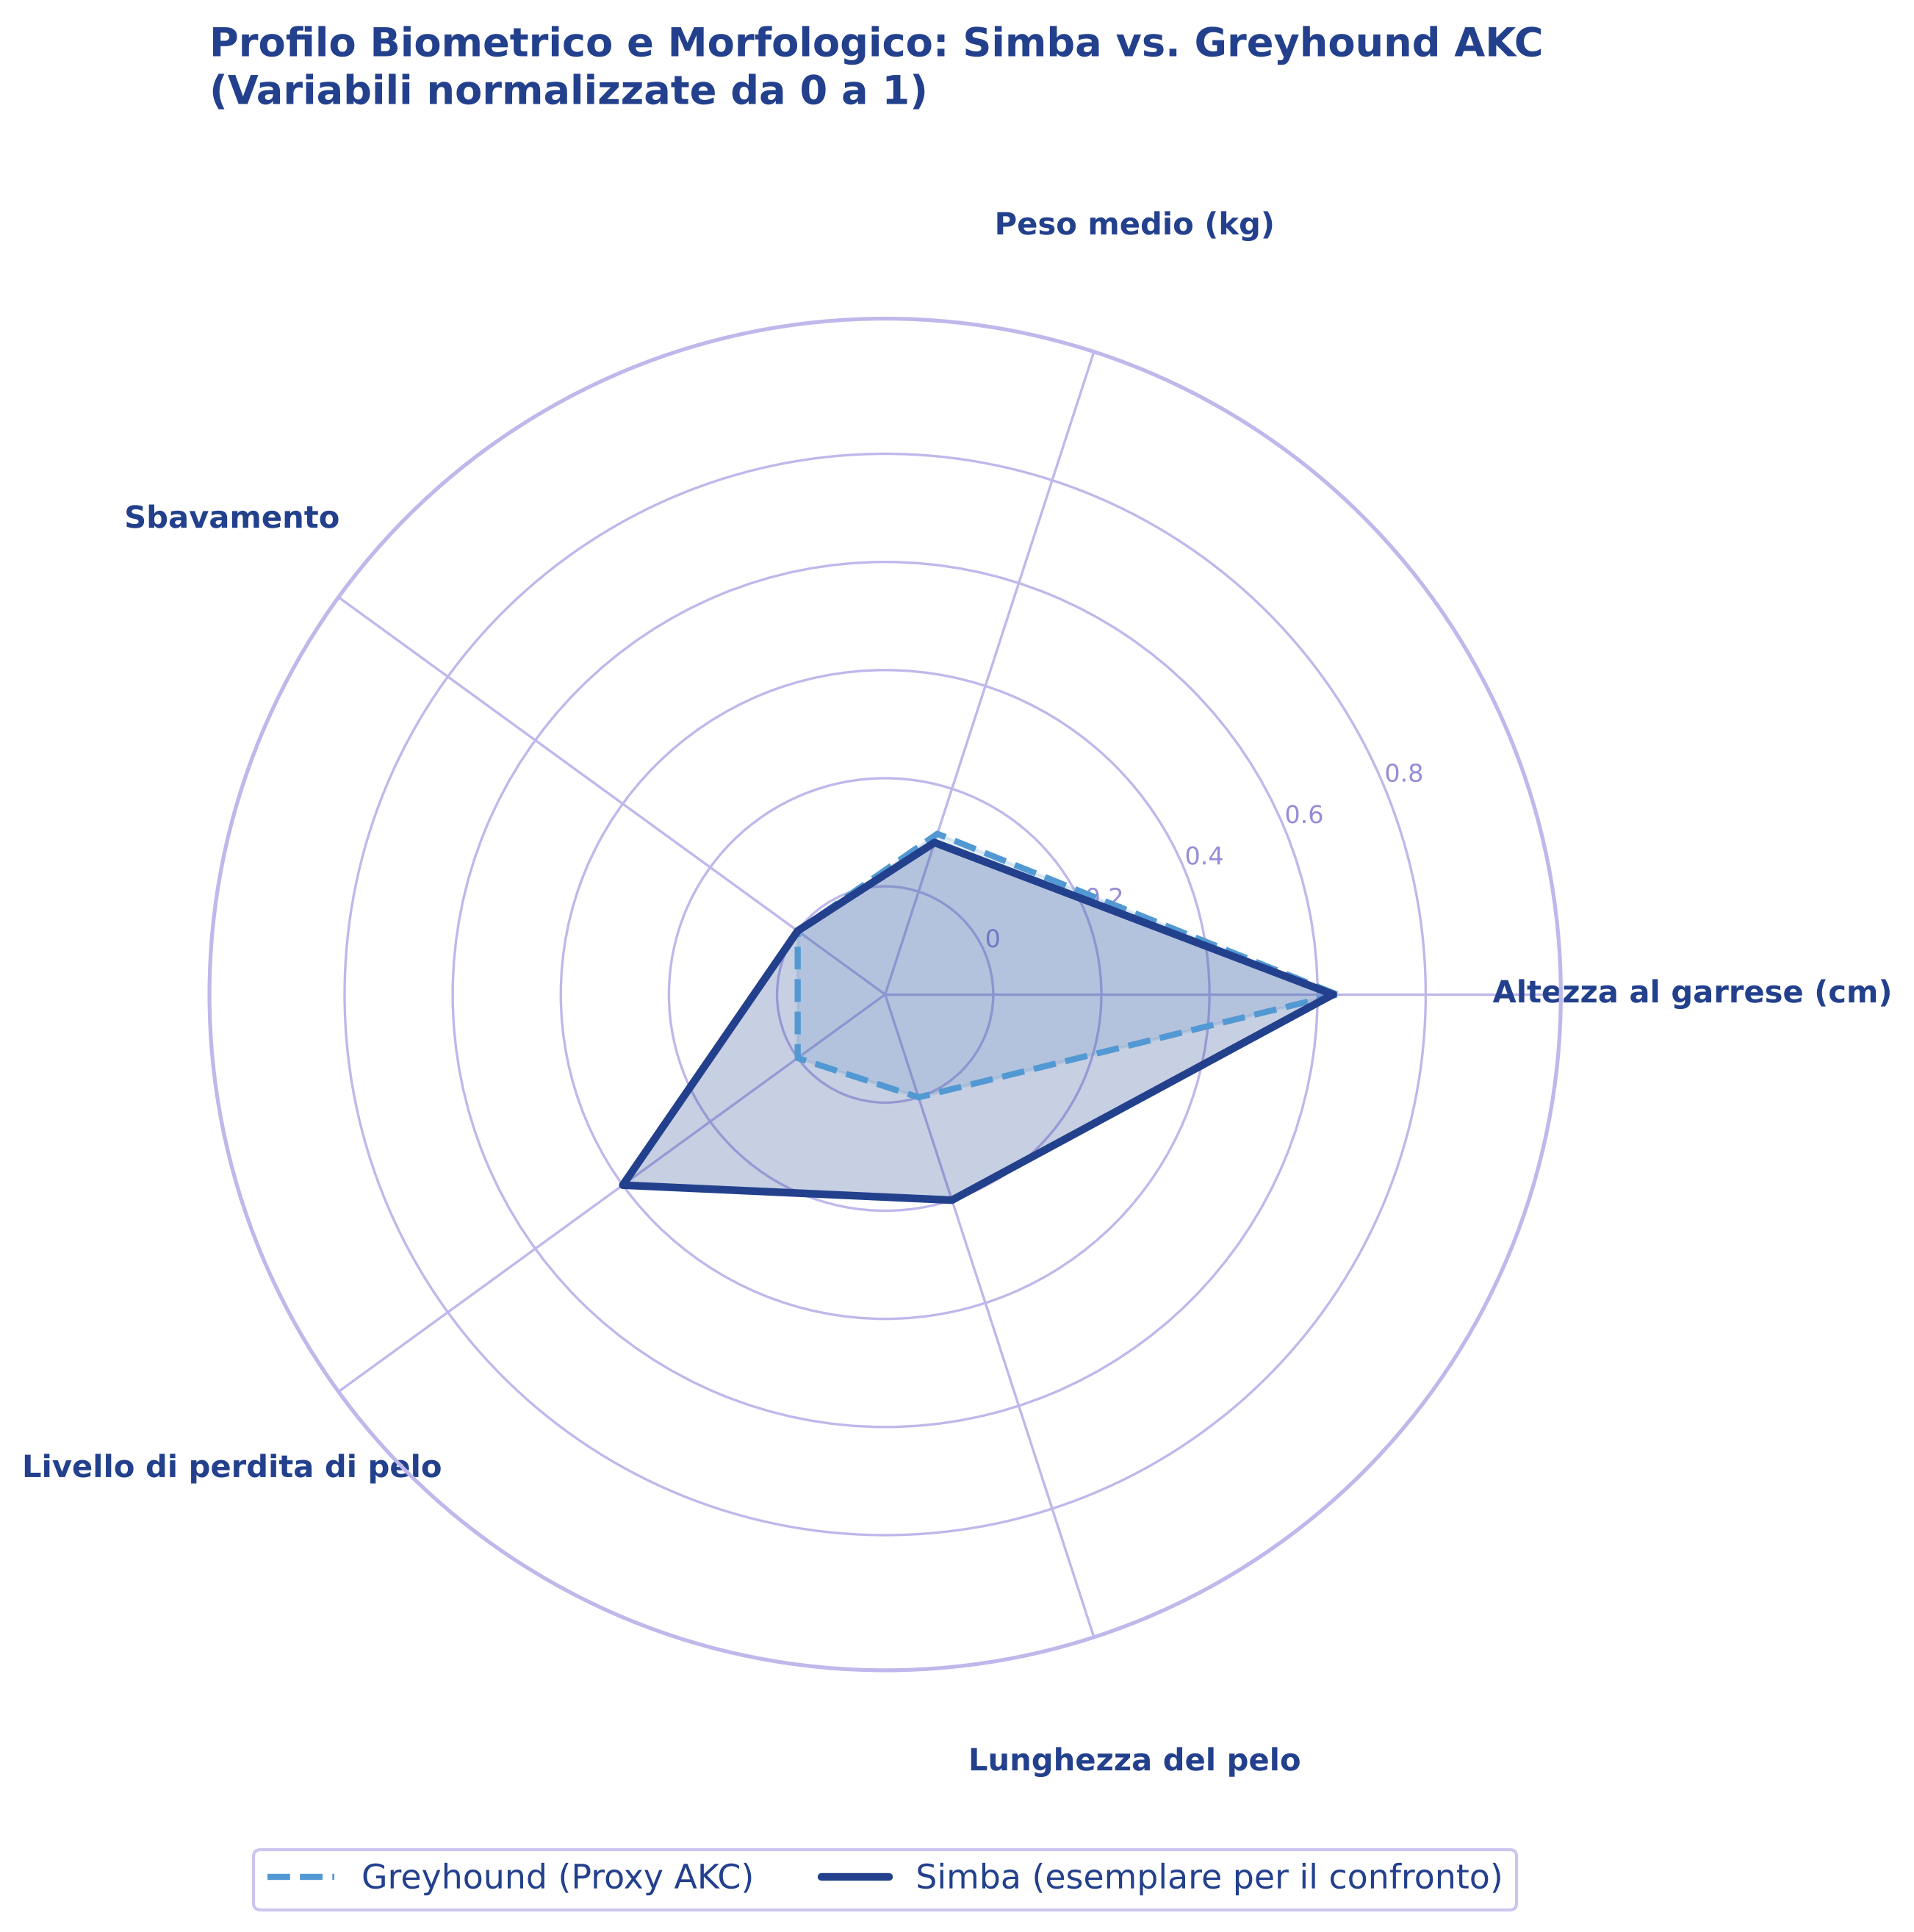 Profilo Biometrico e Morfologico: Simba vs. Greyhound AKC
(Variabili normalizzate da 0 a 1)
Peso medio (kg)
Sbavamento
0.8
0.6
0.4
0.2
0
Altezza al garrese (cm)
Livello di perdita di pelo
Lunghezza del pelo
Greyhound (Proxy AKC)
Simba (esemplare per il confronto)